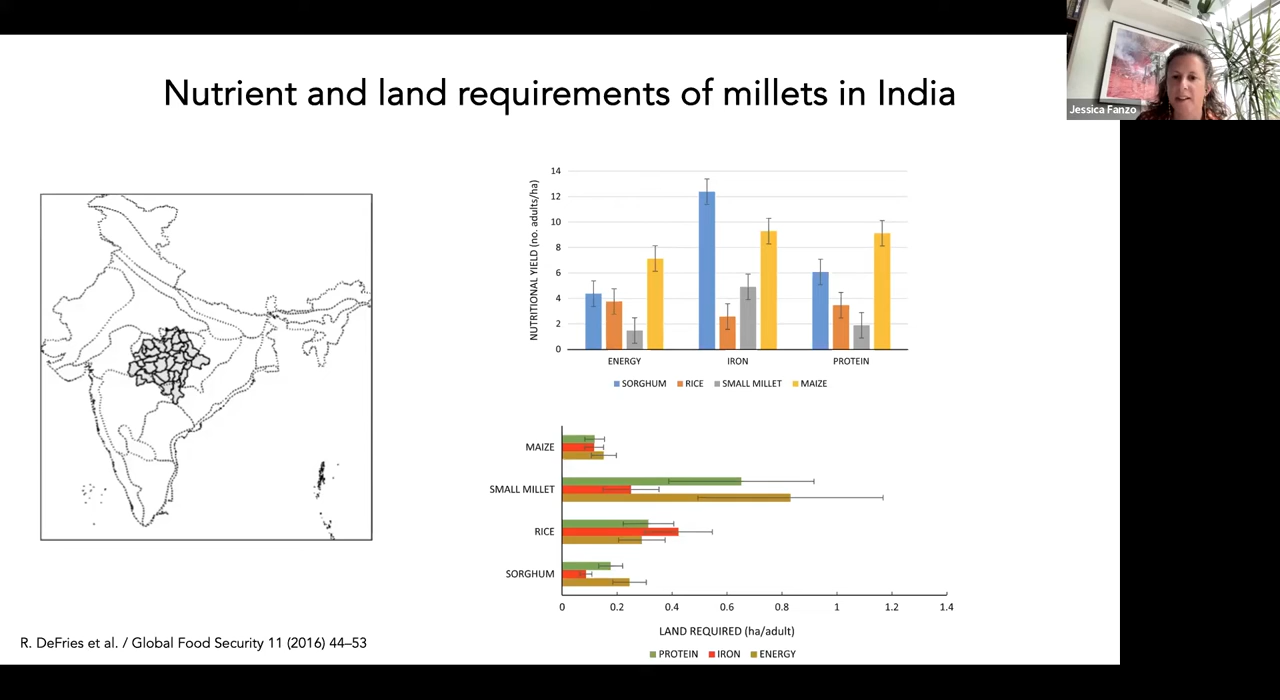 Nutrient and land requirements of millets in India
Jessica Fanzo
NUTRITIONAL YIELD (no. adults/ha)
14
12
10
8
6
4
2
0
ENERGY IRON PROTEIN
SORGHUM RICE SMALL MILLET MAIZE
MAIZE
SMALL MILLET
RICE
SORGHUM
0 0.2 0.4 0.6 0.8 1 1.2 1.4
LAND REQUIRED (ha/adult)
PROTEIN IRON ENERGY
R. DeFries et al. / Global Food Security 11 (2016) 44–53